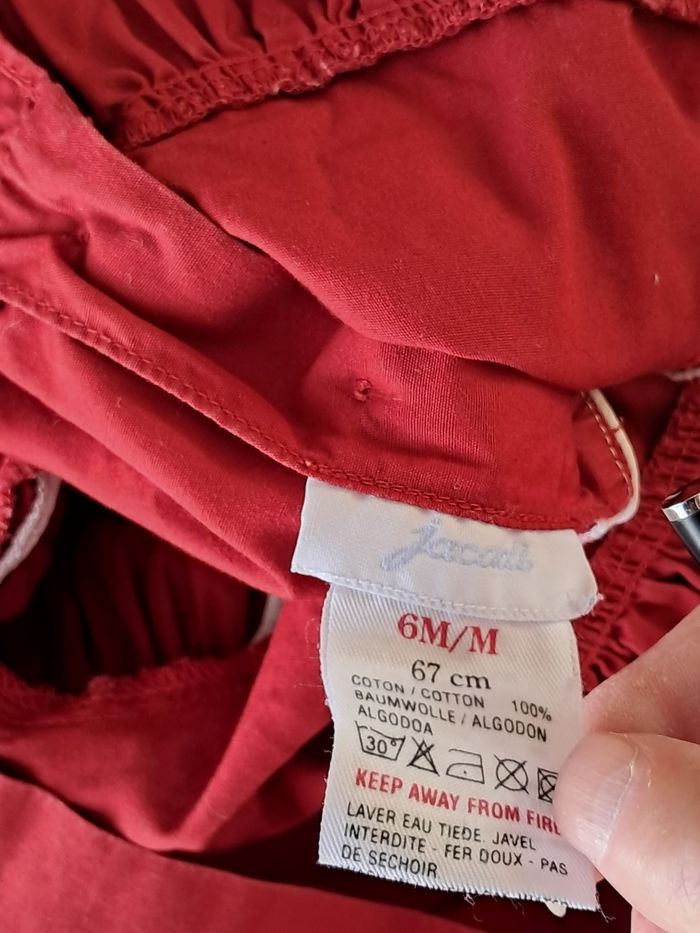 Jacadi
6M/M
67 cm
COTON / COTTON 100%
BAUMWOLLE / ALGODON
ALGODOA
30°
KEEP AWAY FROM FIRE
LAVER EAU TIEDE. JAVEL
INTERDITE - FER DOUX - PAS
DE SECHOIR